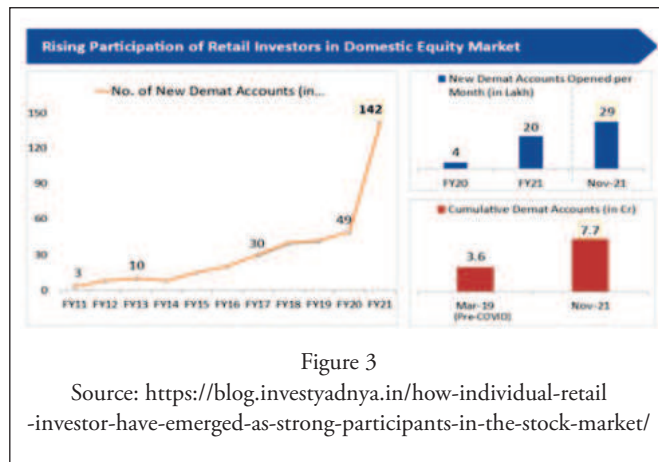 Rising Participation of Retail Investors in Domestic Equity Market
No. of New Demat Accounts (in...
150
120
90
60
30
0
3
10
30
49
142
FY11 FY12 FY13 FY14 FY15 FY16 FY17 FY18 FY19 FY20 FY21
New Demat Accounts Opened per
Month (in Lakh)
4
20
29
FY20 FY21 Nov-21
Cumulative Demat Accounts (in Cr)
3.6
7.7
Mar-19 Nov-21
(Pre-COVID)
Figure 3
Source: https://blog.investyadnya.in/how-individual-retail
-investor-have-emerged-as-strong-participants-in-the-stock-market/